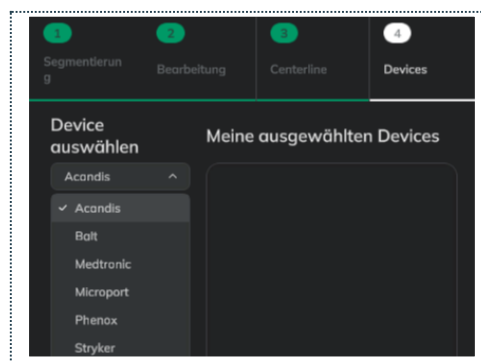 1
2
3
4
Segmentierun
g
Bearbeitung
Centerline
Devices
Device
auswählen
Meine ausgewählten Devices
Acandis
Acandis
Balt
Medtronic
Microport
Phenox
Stryker